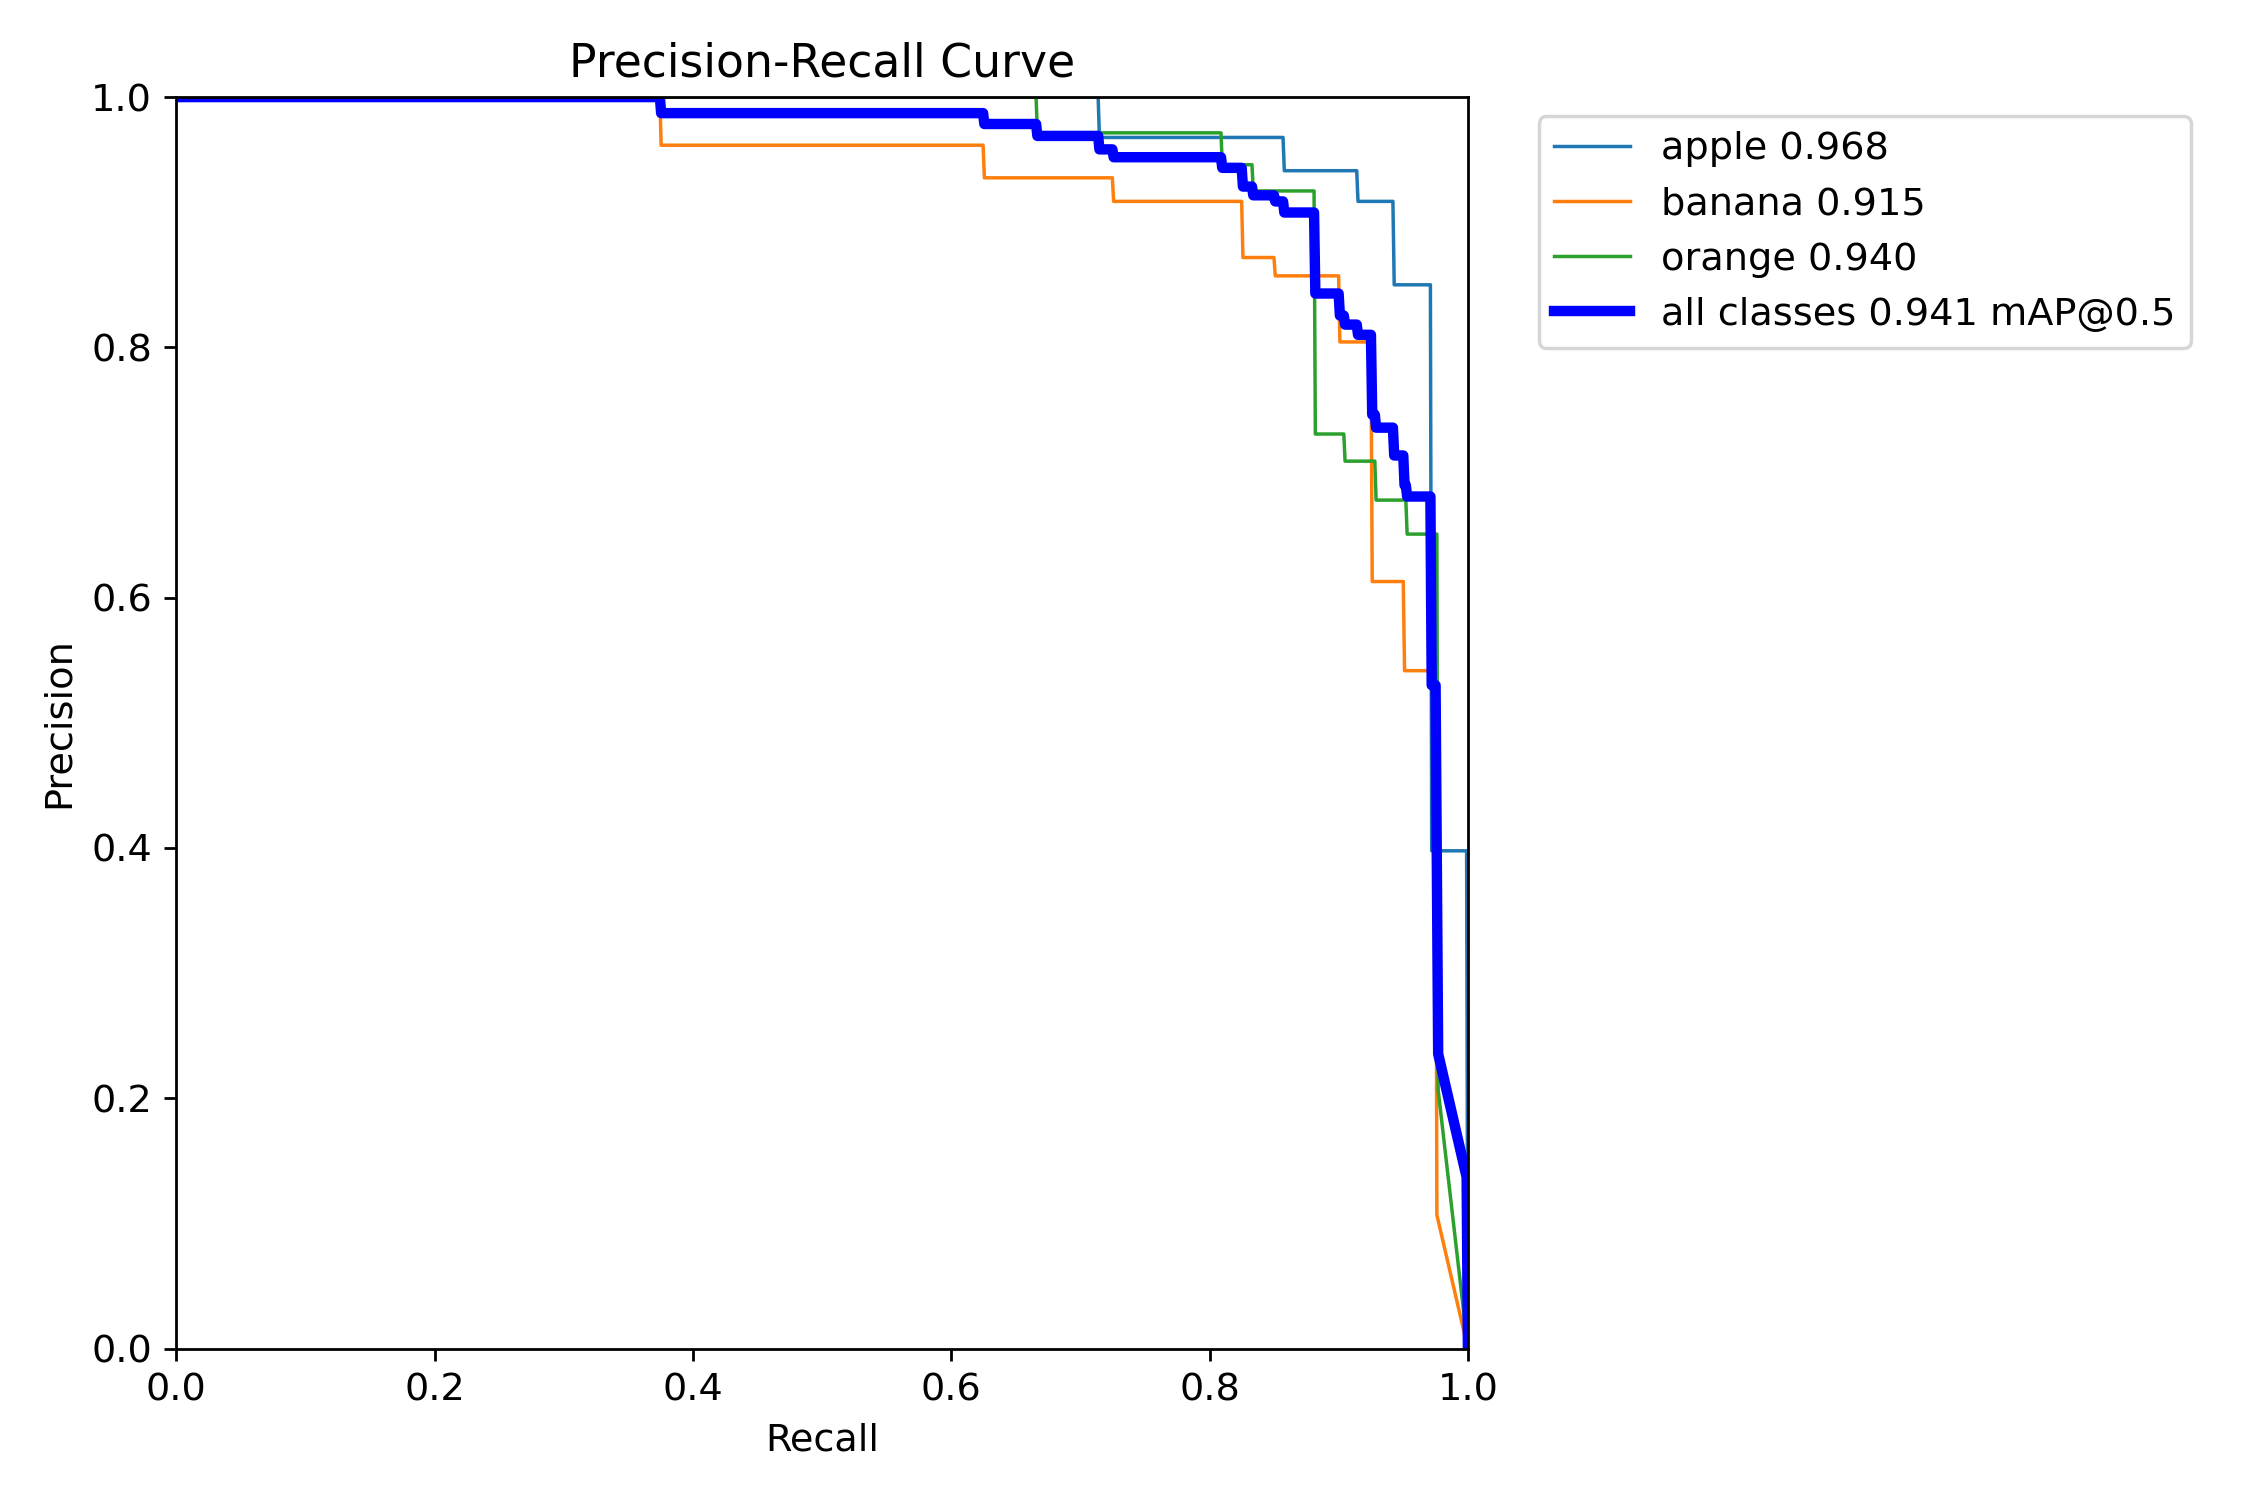 Precision-Recall Curve
1.0
0.8
0.6
0.4
0.2
0.0
Precision
0.0 0.2 0.4 0.6 0.8 1.0
Recall
apple 0.968
banana 0.915
orange 0.940
all classes 0.941 mAP@0.5